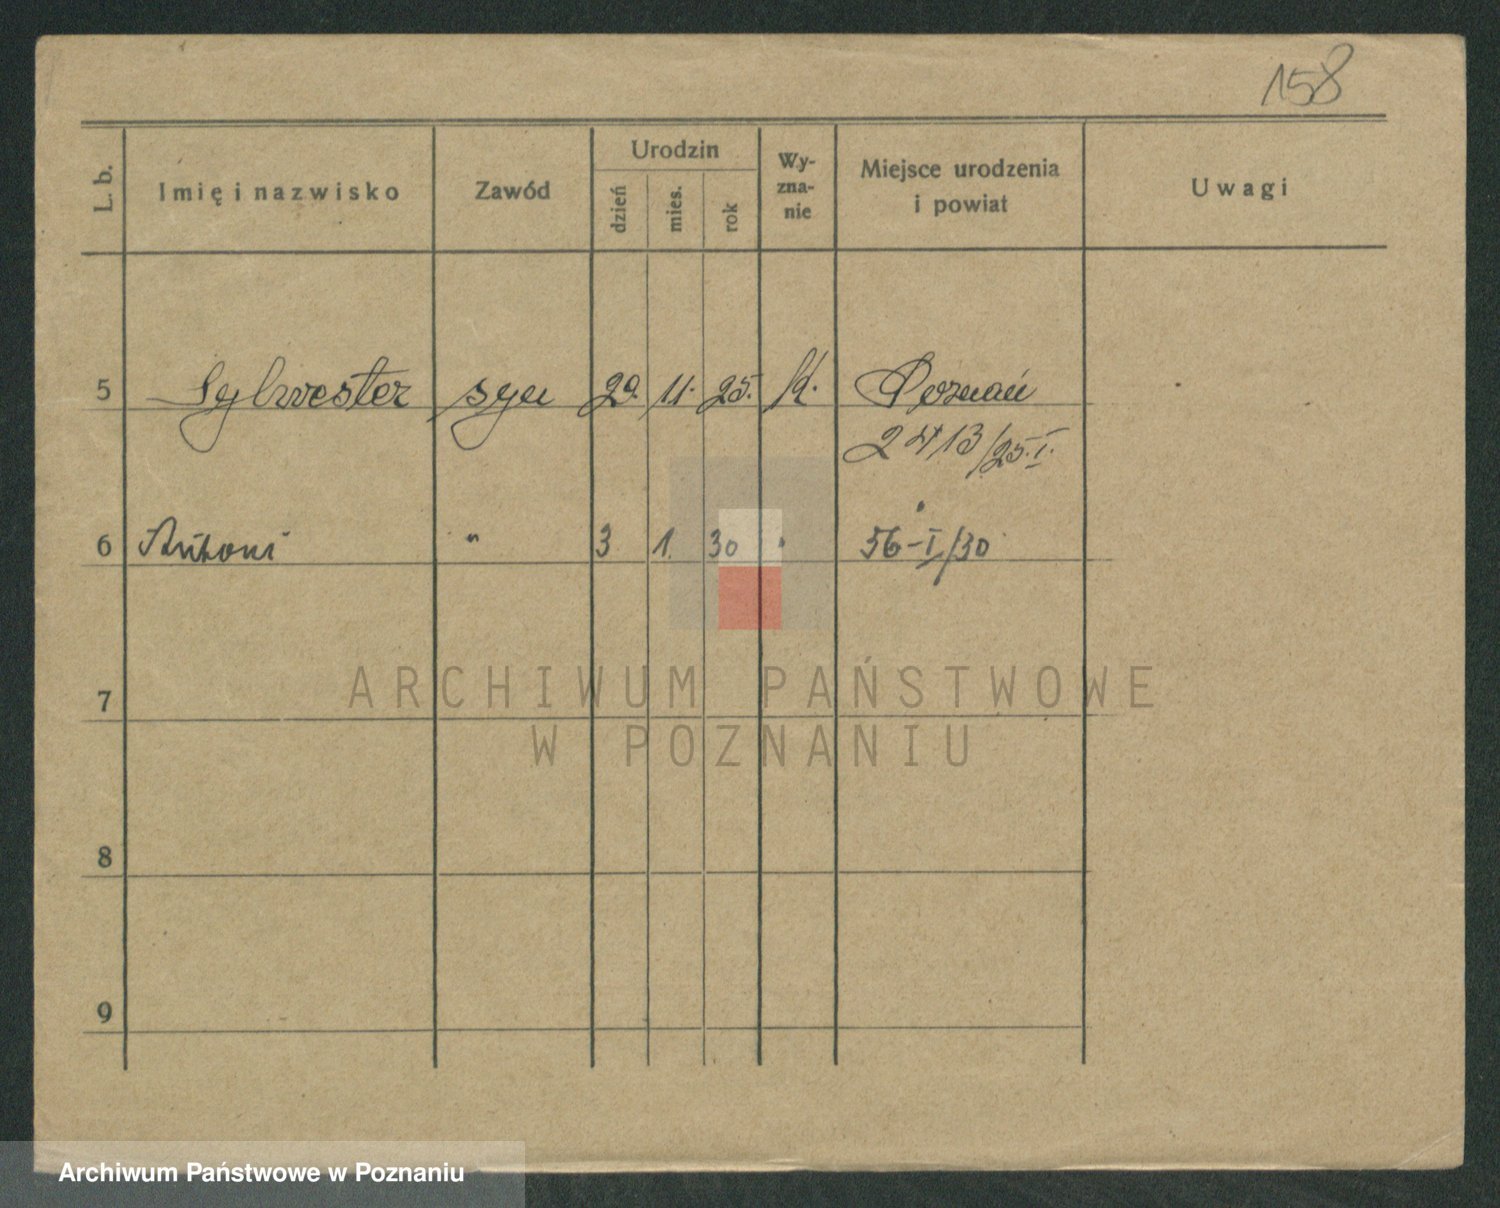 158
L. b. Imię i nazwisko Zawód Urodzin dzień mies. rok Wy-zna-nie Miejsce urodzenia i powiat Uwagi
5 Sylwester syn 29. 11. 25. k. Poznań
2413/25.I.
6 Antoni " 3 1. 30 " "
56-I/30
7
8
9
ARCHIWUM PAŃSTWOWE
W POZNANIU
Archiwum Państwowe w Poznaniu